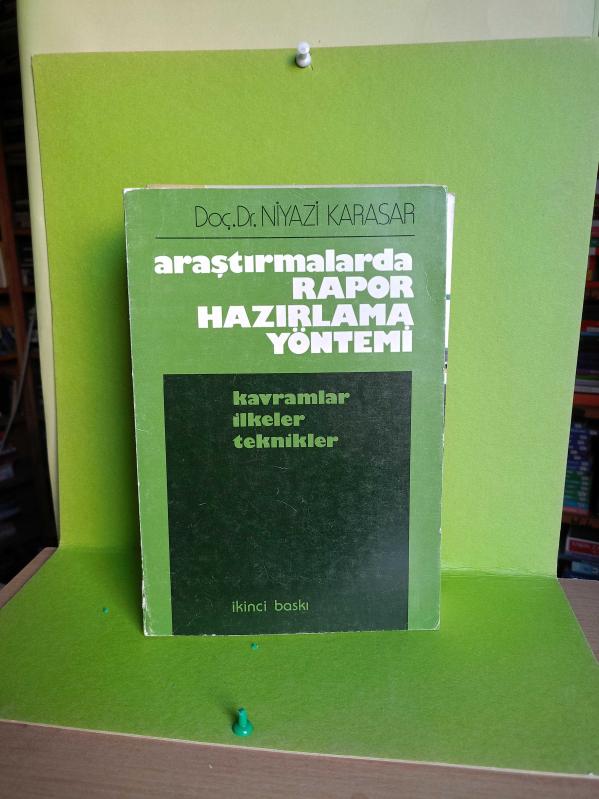 Doç.Dr. NİYAZİ KARASAR
araştırmalarda
RAPOR
HAZIRLAMA
YÖNTEMİ
kavramlar
ilkeler
teknikler
ikinci baskı